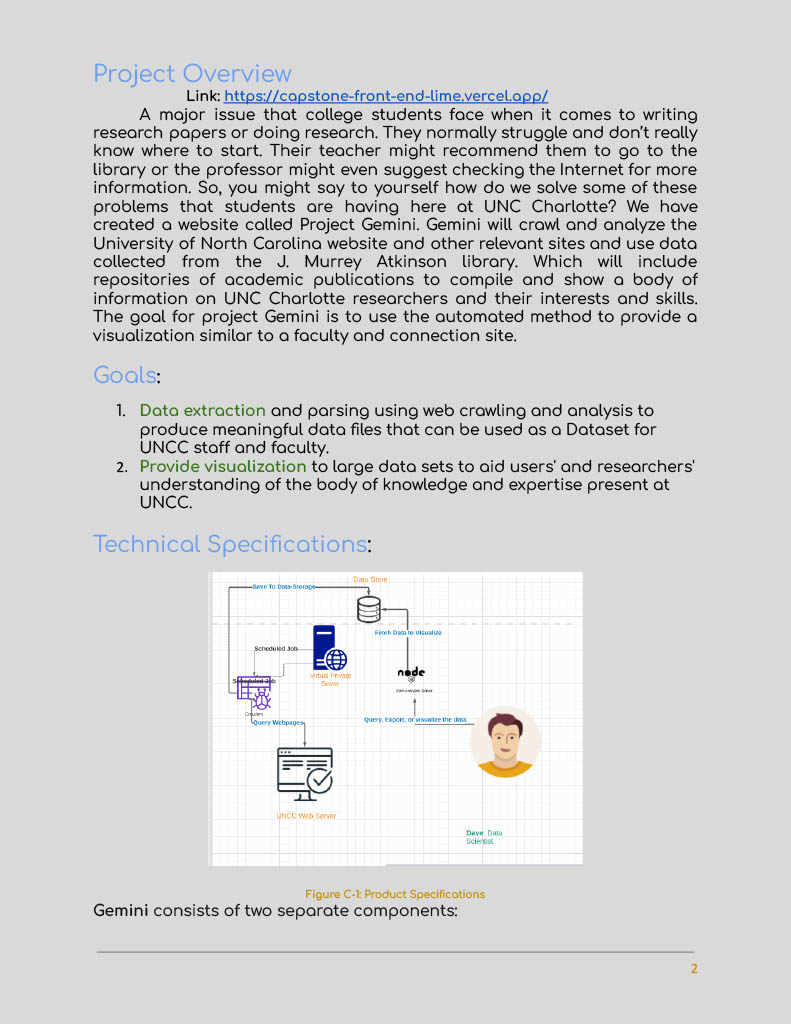 Project Overview
Link: https://capstone-front-end-lime.vercel.app/
A major issue that college students face when it comes to writing
research papers or doing research. They normally struggle and don't really
know where to start. Their teacher might recommend them to go to the
library or the professor might even suggest checking the Internet for more
information. So, you might say to yourself how do we solve some of these
problems that students are having here at UNC Charlotte? We have
created a website called Project Gemini. Gemini will crawl and analyze the
University of North Carolina website and other relevant sites and use data
collected from the J. Murrey Atkinson library. Which will include
repositories of academic publications to compile and show a body of
information on UNC Charlotte researchers and their interests and skills.
The goal for project Gemini is to use the automated method to provide a
visualization similar to a faculty and connection site.
Goals:
1. Data extraction and parsing using web crawling and analysis to
produce meaningful data files that can be used as a Dataset for
UNCC staff and faculty.
2. Provide visualization to large data sets to aid users' and researchers'
understanding of the body of knowledge and expertise present at
UNCC.
Technical Specifications:
Data Store
Save To Data-Storage
Fetch Data to Visualize
Scheduled Job
Virtual Private
Sever
Scheduled Job
node
Crawlers
Query Webpages
Query, Export, or visualize the data
UNCC Web Server
Dave, Data
Scientist
Figure C-1: Product Specifications
Gemini consists of two separate components:
2